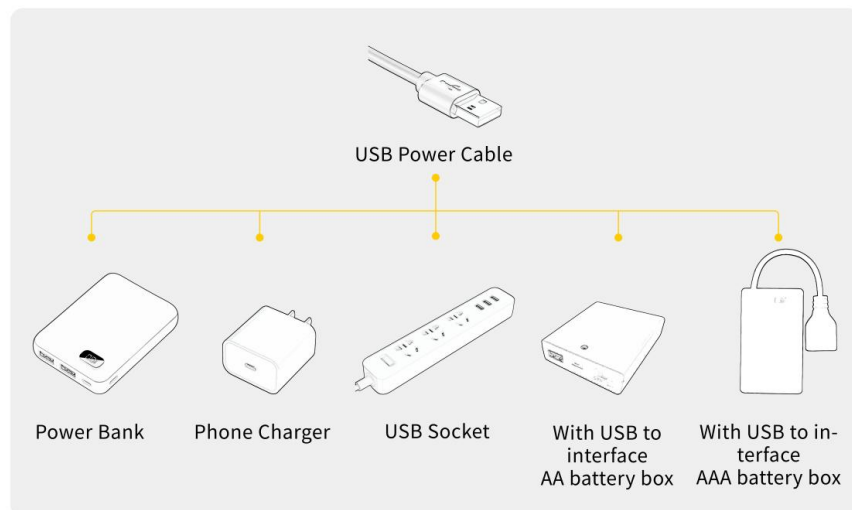 USB Power Cable
Power Bank
Phone Charger
USB Socket
With USB to
interface
AA battery box
With USB to in-
terface
AAA battery box